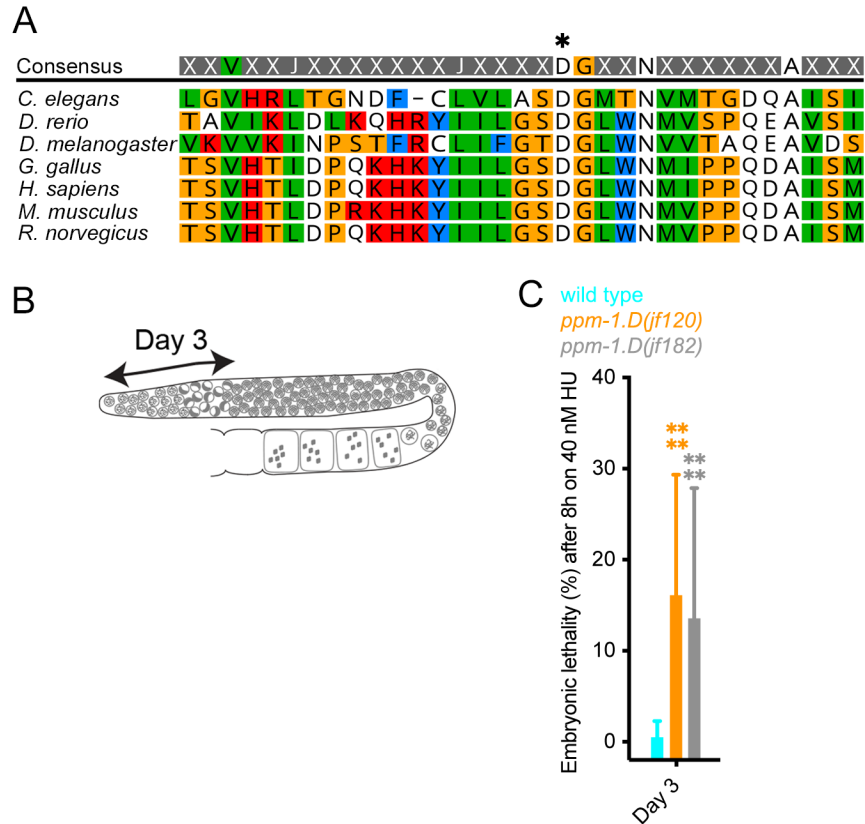 A
*
Consensus X X V X X J X X X X X X X J X X X X D G X X N X X X X X X A X X X
C. elegans L G V H R L T G N D F - C L V L A S D G M T N V M T G D Q A I S I
D. rerio T A V I K L D L K Q H R Y I I L G S D G L W N M V S P Q E A V S I
D. melanogaster V K V V K I N P S T F R C L I F G T D G L W N V V T A Q E A V D S
G. gallus T S V H T I D P Q K H K Y I I L G S D G L W N M I P P Q D A I S M
H. sapiens T S V H T L D P Q K H K Y I I L G S D G L W N M I P P Q D A I S M
M. musculus T S V H T L D P R K H K Y I I L G S D G L W N M V P P Q D A I S M
R. norvegicus T S V H T L D P Q K H K Y I I L G S D G L W N M V P P Q D A I S M
B
Day 3
C
wild type
ppm-1.D(jf120)
ppm-1.D(jf182)
Embryonic lethality (%) after 8h on 40 nM HU
40
30
20
10
0
**
**
**
**
Day 3